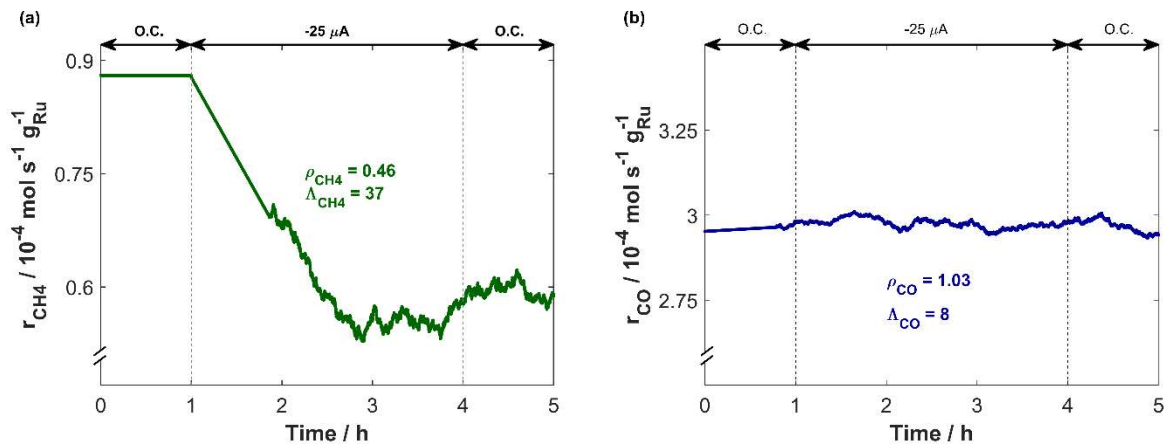 (a)
O.C.
-25 μA
O.C.
0.9
0.75
0.6
r_CH4 / 10^-4 mol s^-1 g_Ru^-1
ρ_CH4 = 0.46
Λ_CH4 = 37
0 1 2 3 4 5
Time / h
(b)
O.C.
-25 μA
O.C.
3.25
3
2.75
r_CO / 10^-4 mol s^-1 g_Ru^-1
ρ_CO = 1.03
Λ_CO = 8
0 1 2 3 4 5
Time / h